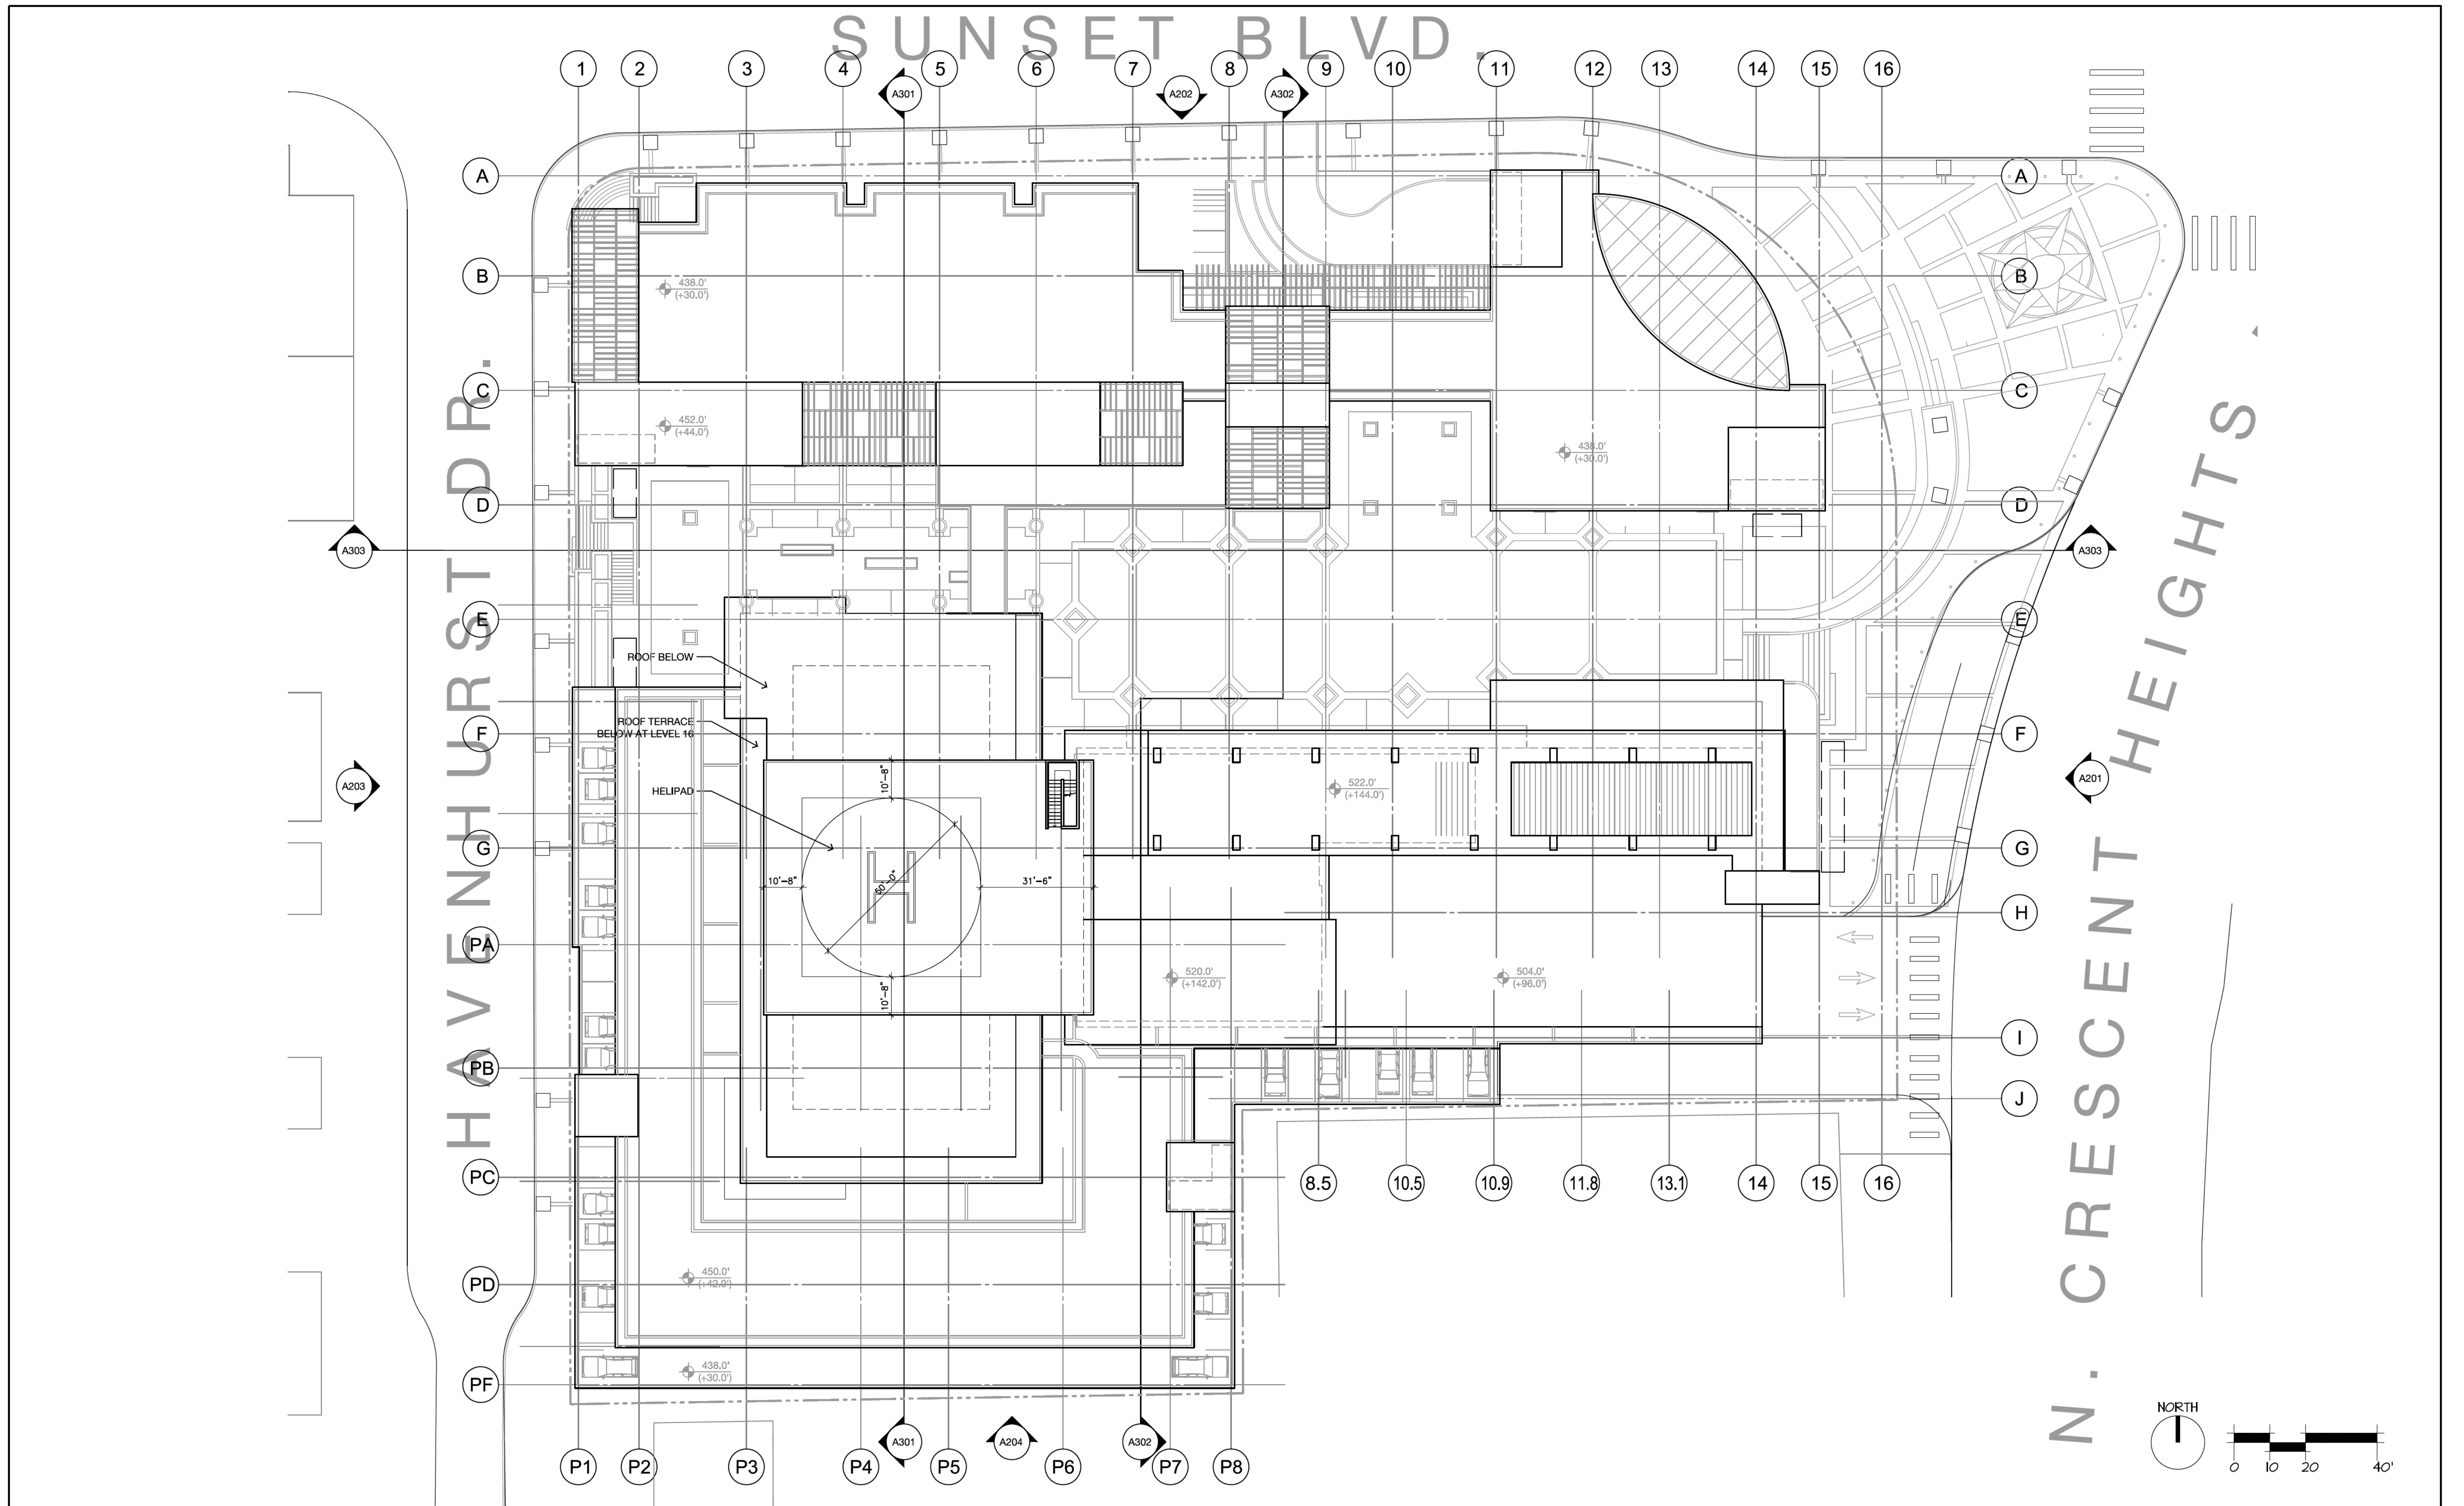 SUNSET BLVD.
1 2 3 4 5 6 7 8 9 10 11 12 13 14 15 16
A301 A202 A302
A A
B B
438.0'
(+30.0')
C C
452.0'
(+44.0')
438.0'
(+30.0')
D D
A303 A303
HAVENHURST DR.
N. CRESCENT HEIGHTS
E E
ROOF BELOW
ROOF TERRACE
BELOW AT LEVEL 16
F F
10'-8"
A203 A201
HELIPAD
522.0'
(+144.0')
G G
10'-8" 50'-0" 31'-6"
H
H
PA
520.0'
(+142.0')
504.0'
(+96.0')
10'-8"
I
PB
J
PC
8.5 10.5 10.9 11.8 13.1 14 15 16
450.0'
(+42.0')
PD
438.0'
(+30.0')
PF
A301 A204 A302
P1 P2 P3 P4 P5 P6 P7 P8
NORTH
0 10 20 40'